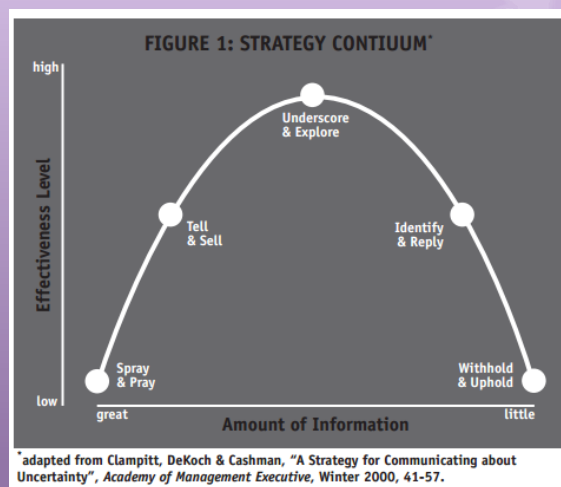 FIGURE 1: STRATEGY CONTIUUM*
high
Effectiveness Level
low
Underscore
& Explore
Tell
& Sell
Identify
& Reply
Spray
& Pray
Withhold
& Uphold
great
little
Amount of Information
*adapted from Clampitt, DeKoch & Cashman, "A Strategy for Communicating about
Uncertainty", Academy of Management Executive, Winter 2000, 41-57.